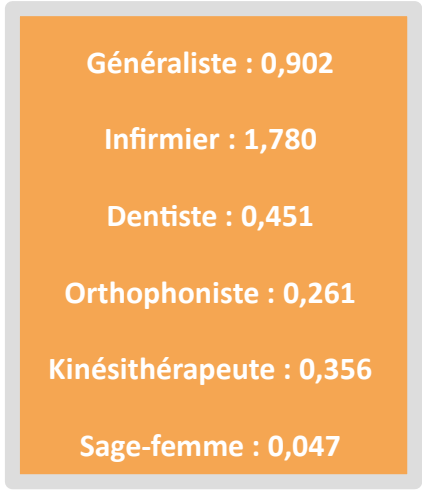 Généraliste : 0,902
Infirmier : 1,780
Dentiste : 0,451
Orthophoniste : 0,261
Kinésithérapeute : 0,356
Sage-femme : 0,047